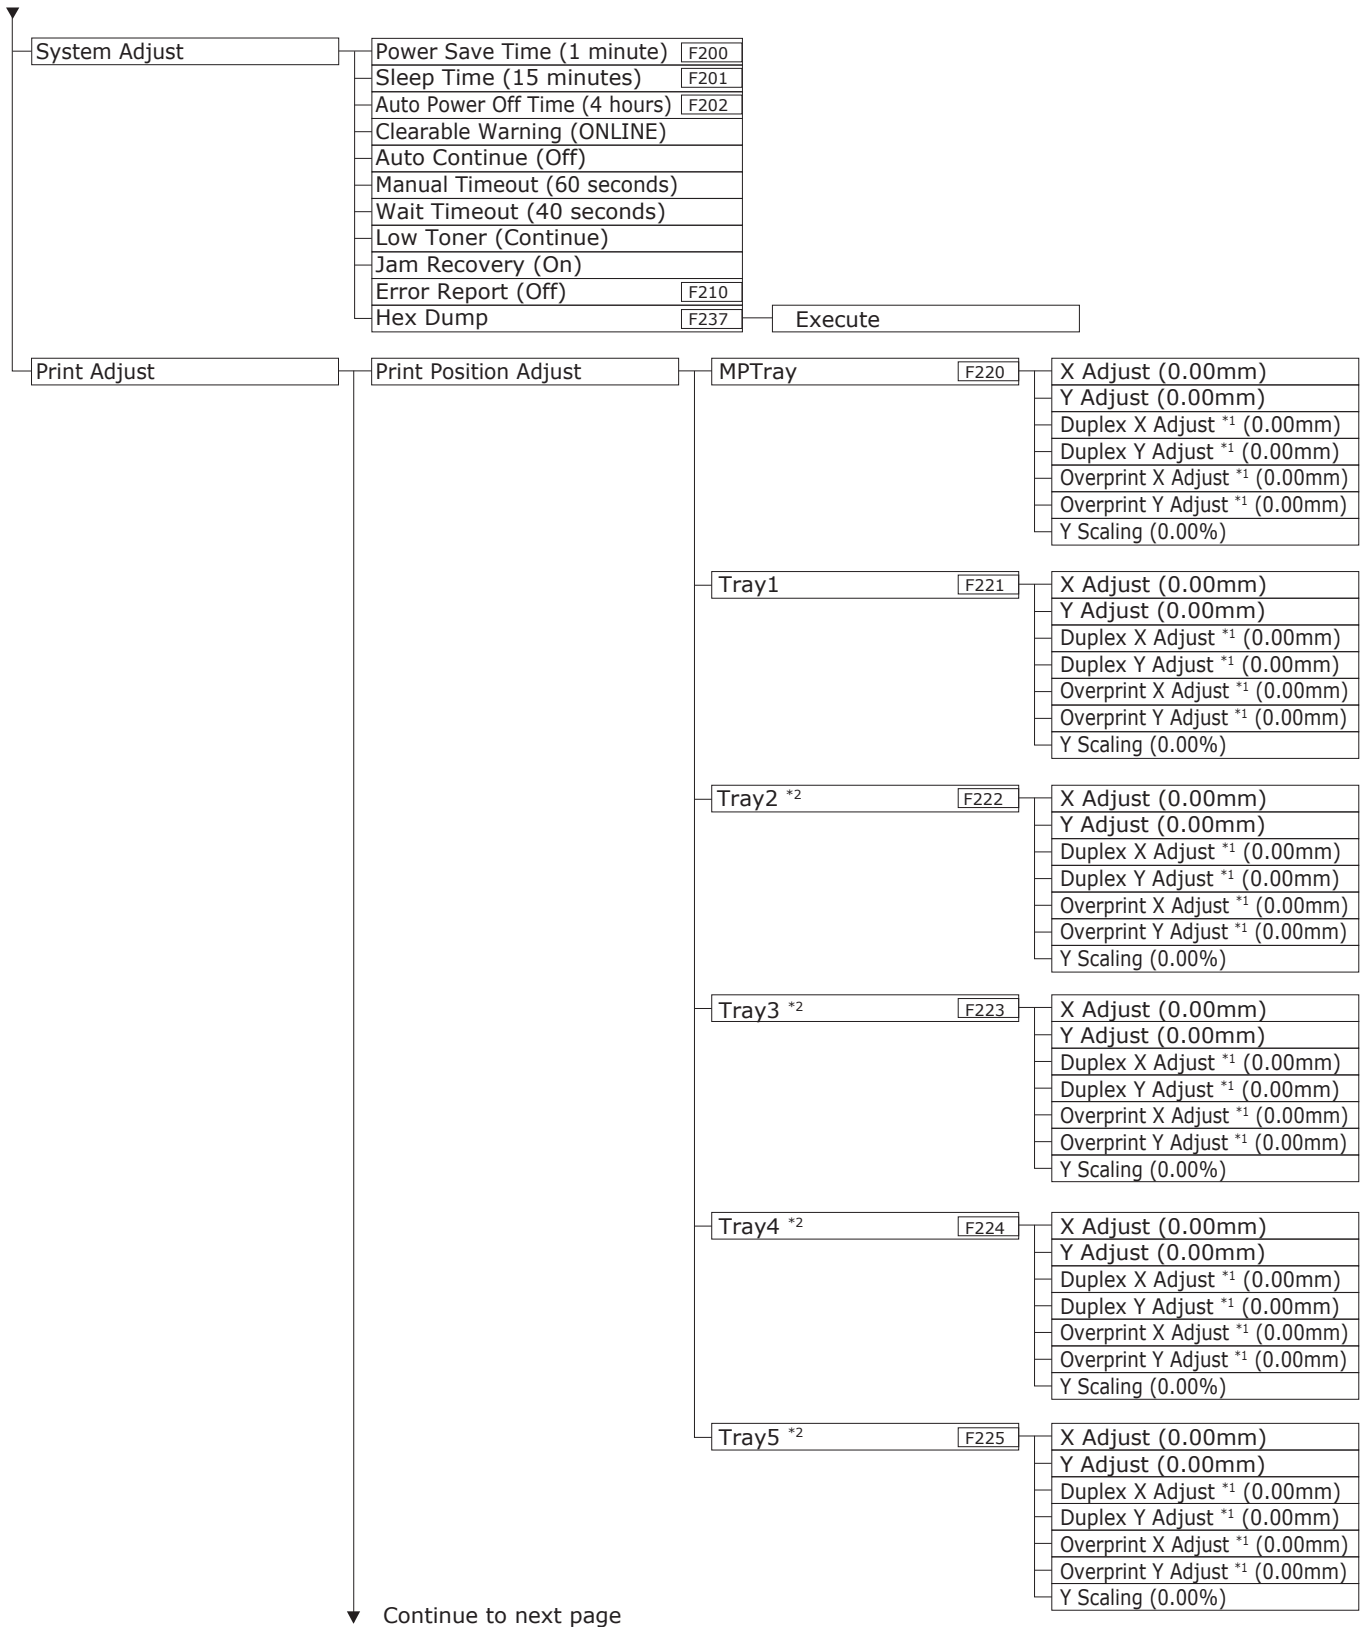 System Adjust
Power Save Time (1 minute) F200
Sleep Time (15 minutes) F201
Auto Power Off Time (4 hours) F202
Clearable Warning (ONLINE)
Auto Continue (Off)
Manual Timeout (60 seconds)
Wait Timeout (40 seconds)
Low Toner (Continue)
Jam Recovery (On)
Error Report (Off) F210
Hex Dump F237 Execute
Print Adjust
Print Position Adjust
MPTray F220
X Adjust (0.00mm)
Y Adjust (0.00mm)
Duplex X Adjust *1 (0.00mm)
Duplex Y Adjust *1 (0.00mm)
Overprint X Adjust *1 (0.00mm)
Overprint Y Adjust *1 (0.00mm)
Y Scaling (0.00%)
Tray1 F221
X Adjust (0.00mm)
Y Adjust (0.00mm)
Duplex X Adjust *1 (0.00mm)
Duplex Y Adjust *1 (0.00mm)
Overprint X Adjust *1 (0.00mm)
Overprint Y Adjust *1 (0.00mm)
Y Scaling (0.00%)
Tray2 *2 F222
X Adjust (0.00mm)
Y Adjust (0.00mm)
Duplex X Adjust *1 (0.00mm)
Duplex Y Adjust *1 (0.00mm)
Overprint X Adjust *1 (0.00mm)
Overprint Y Adjust *1 (0.00mm)
Y Scaling (0.00%)
Tray3 *2 F223
X Adjust (0.00mm)
Y Adjust (0.00mm)
Duplex X Adjust *1 (0.00mm)
Duplex Y Adjust *1 (0.00mm)
Overprint X Adjust *1 (0.00mm)
Overprint Y Adjust *1 (0.00mm)
Y Scaling (0.00%)
Tray4 *2 F224
X Adjust (0.00mm)
Y Adjust (0.00mm)
Duplex X Adjust *1 (0.00mm)
Duplex Y Adjust *1 (0.00mm)
Overprint X Adjust *1 (0.00mm)
Overprint Y Adjust *1 (0.00mm)
Y Scaling (0.00%)
Tray5 *2 F225
X Adjust (0.00mm)
Y Adjust (0.00mm)
Duplex X Adjust *1 (0.00mm)
Duplex Y Adjust *1 (0.00mm)
Overprint X Adjust *1 (0.00mm)
Overprint Y Adjust *1 (0.00mm)
Y Scaling (0.00%)
Continue to next page